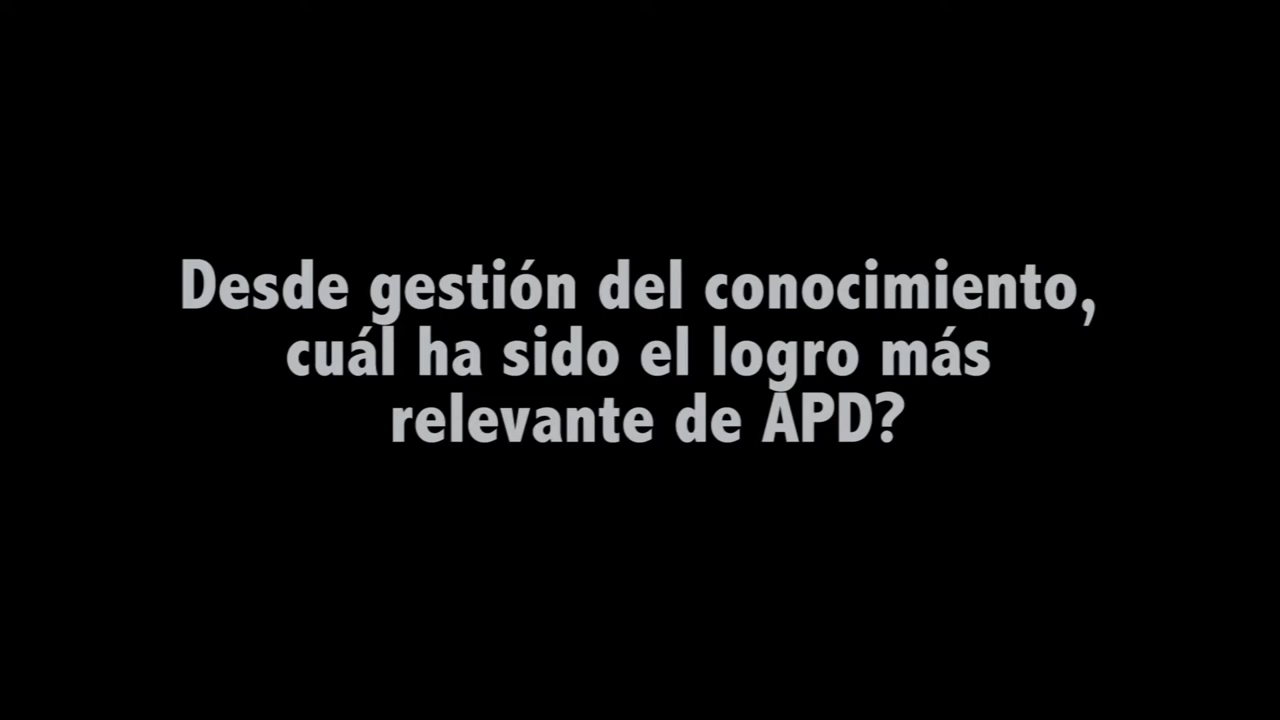 Desde gestión del conocimiento,
cuál ha sido el logro más
relevante de APD?